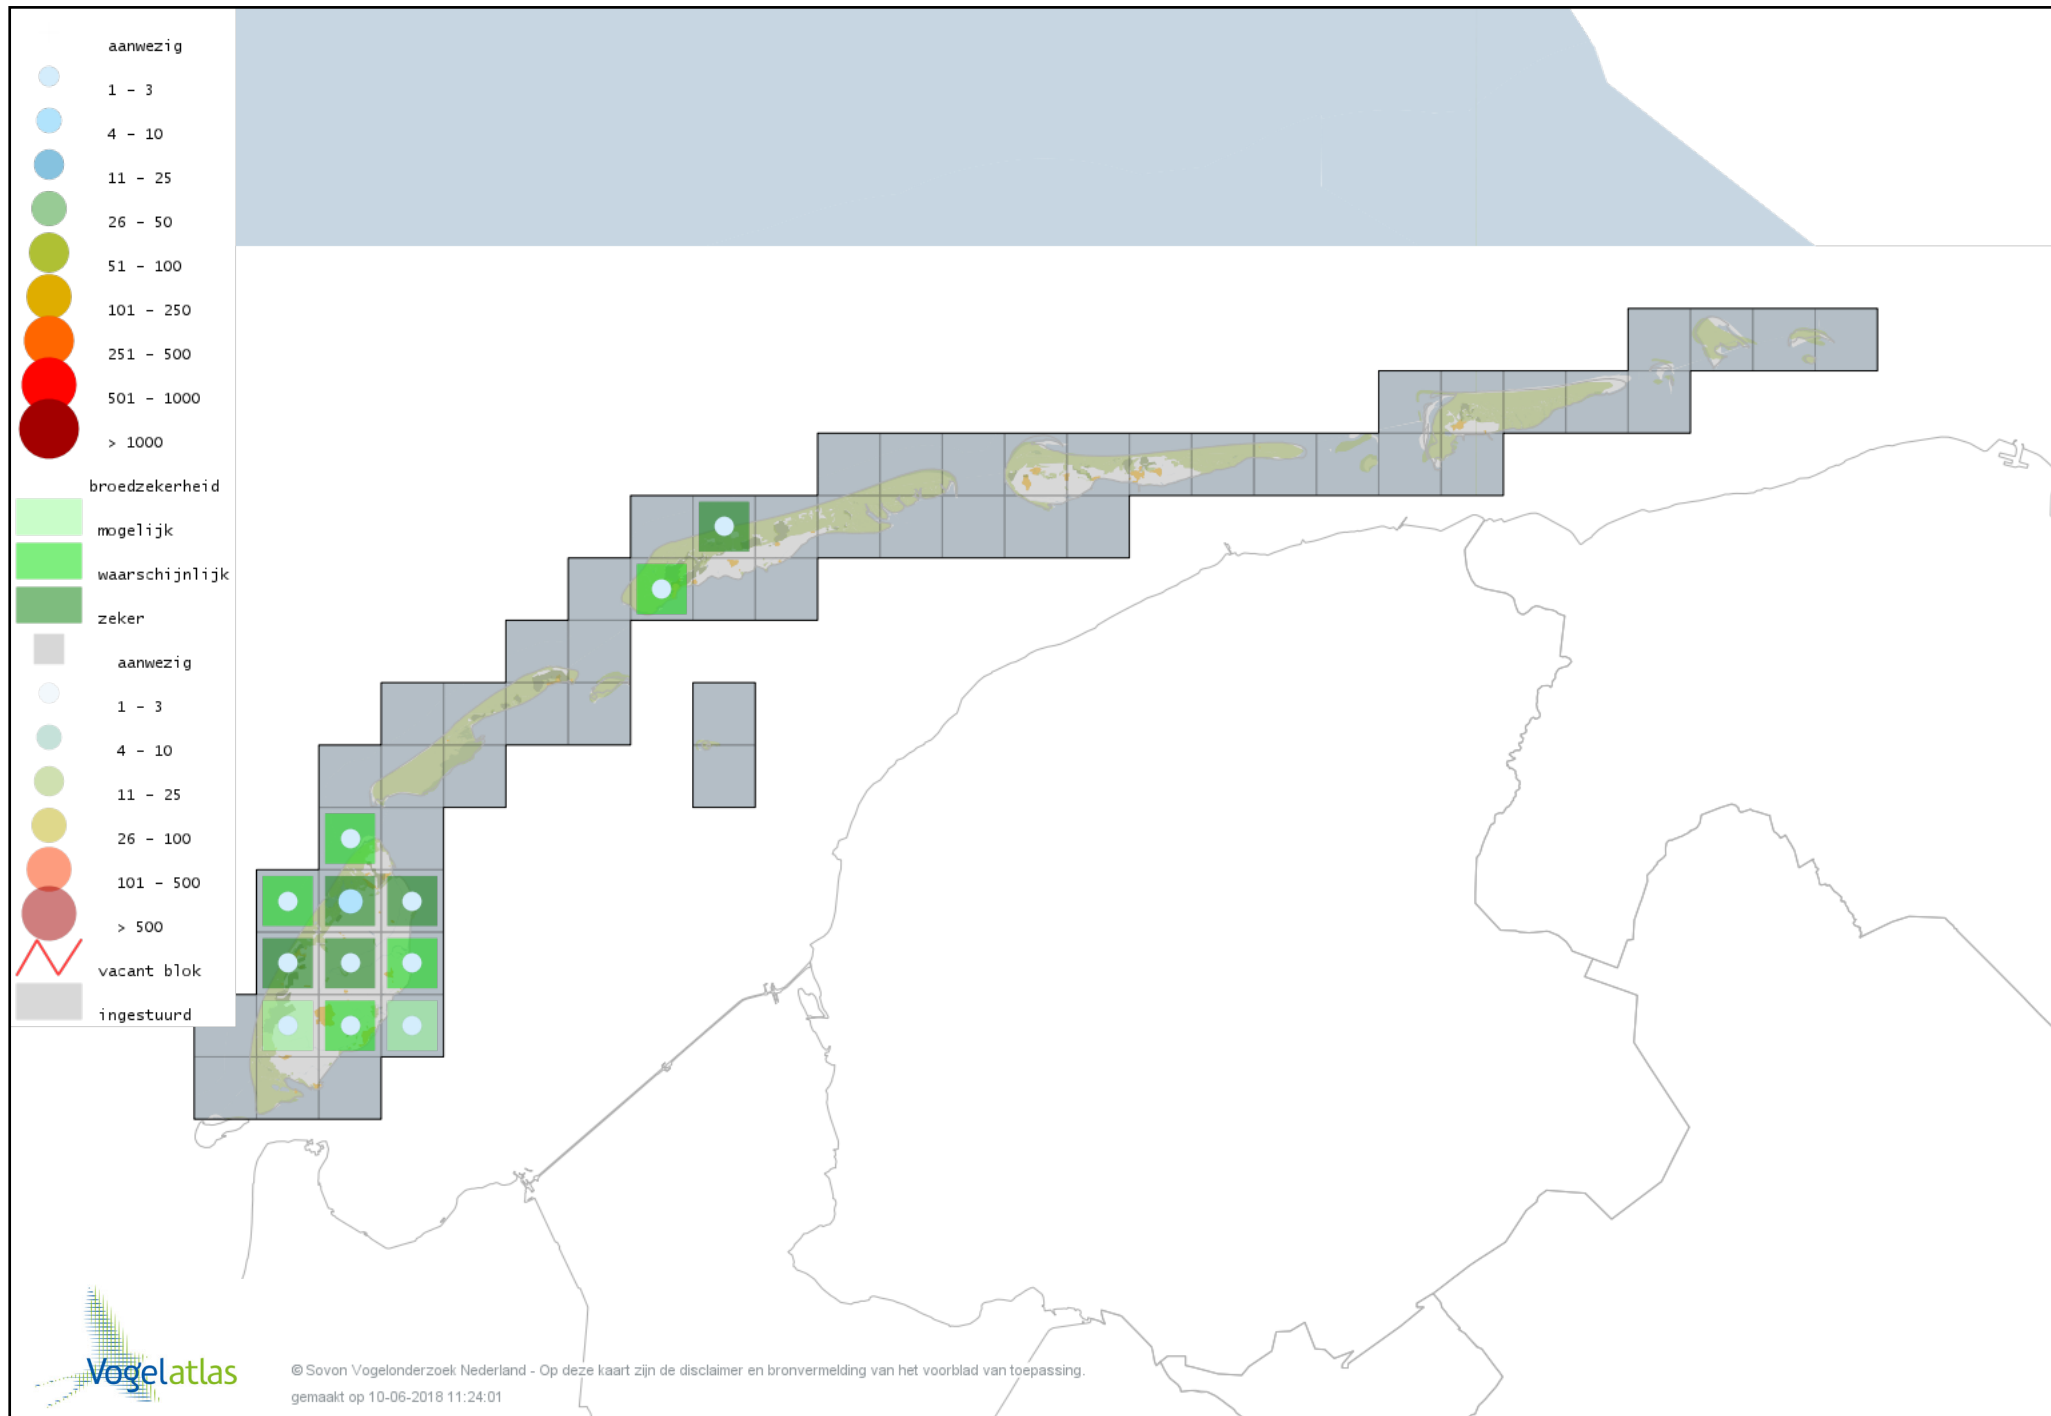 aanwezig
1 - 3
4 - 10
11 - 25
26 - 50
51 - 100
101 - 250
251 - 500
501 - 1000
> 1000
broedzekerheid
mogelijk
waarschijnlijk
zeker
aanwezig
1 - 3
4 - 10
11 - 25
26 - 100
101 - 500
> 500
vacant blok
ingestuurd
Vogelatlas
© Sovon Vogelonderzoek Nederland - Op deze kaart zijn de disclaimer en bronvermelding van het voorblad van toepassing.
gemaakt op 10-06-2018 11:24:01